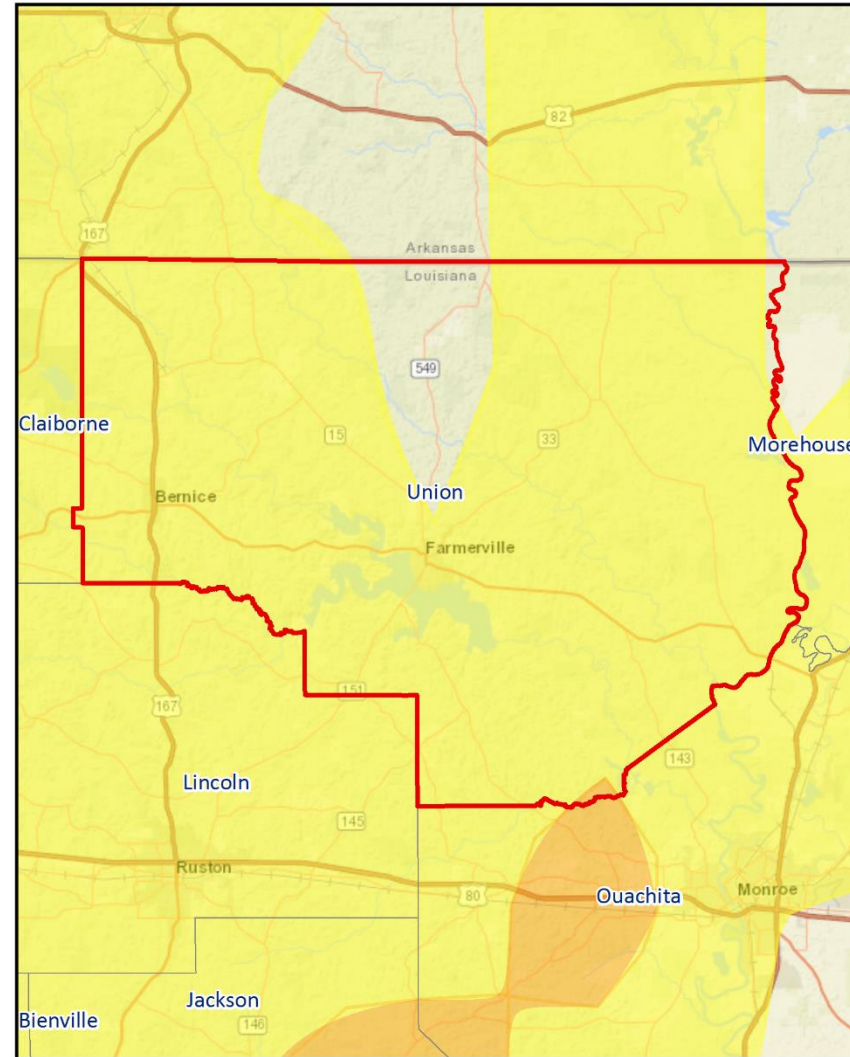 82
167
Arkansas
Louisiana
549
Claiborne
15
33
Morehouse
Union
Bernice
Farmerville
151
167
143
Lincoln
145
Ruston
80
Ouachita
Monroe
Jackson
Bienville
146